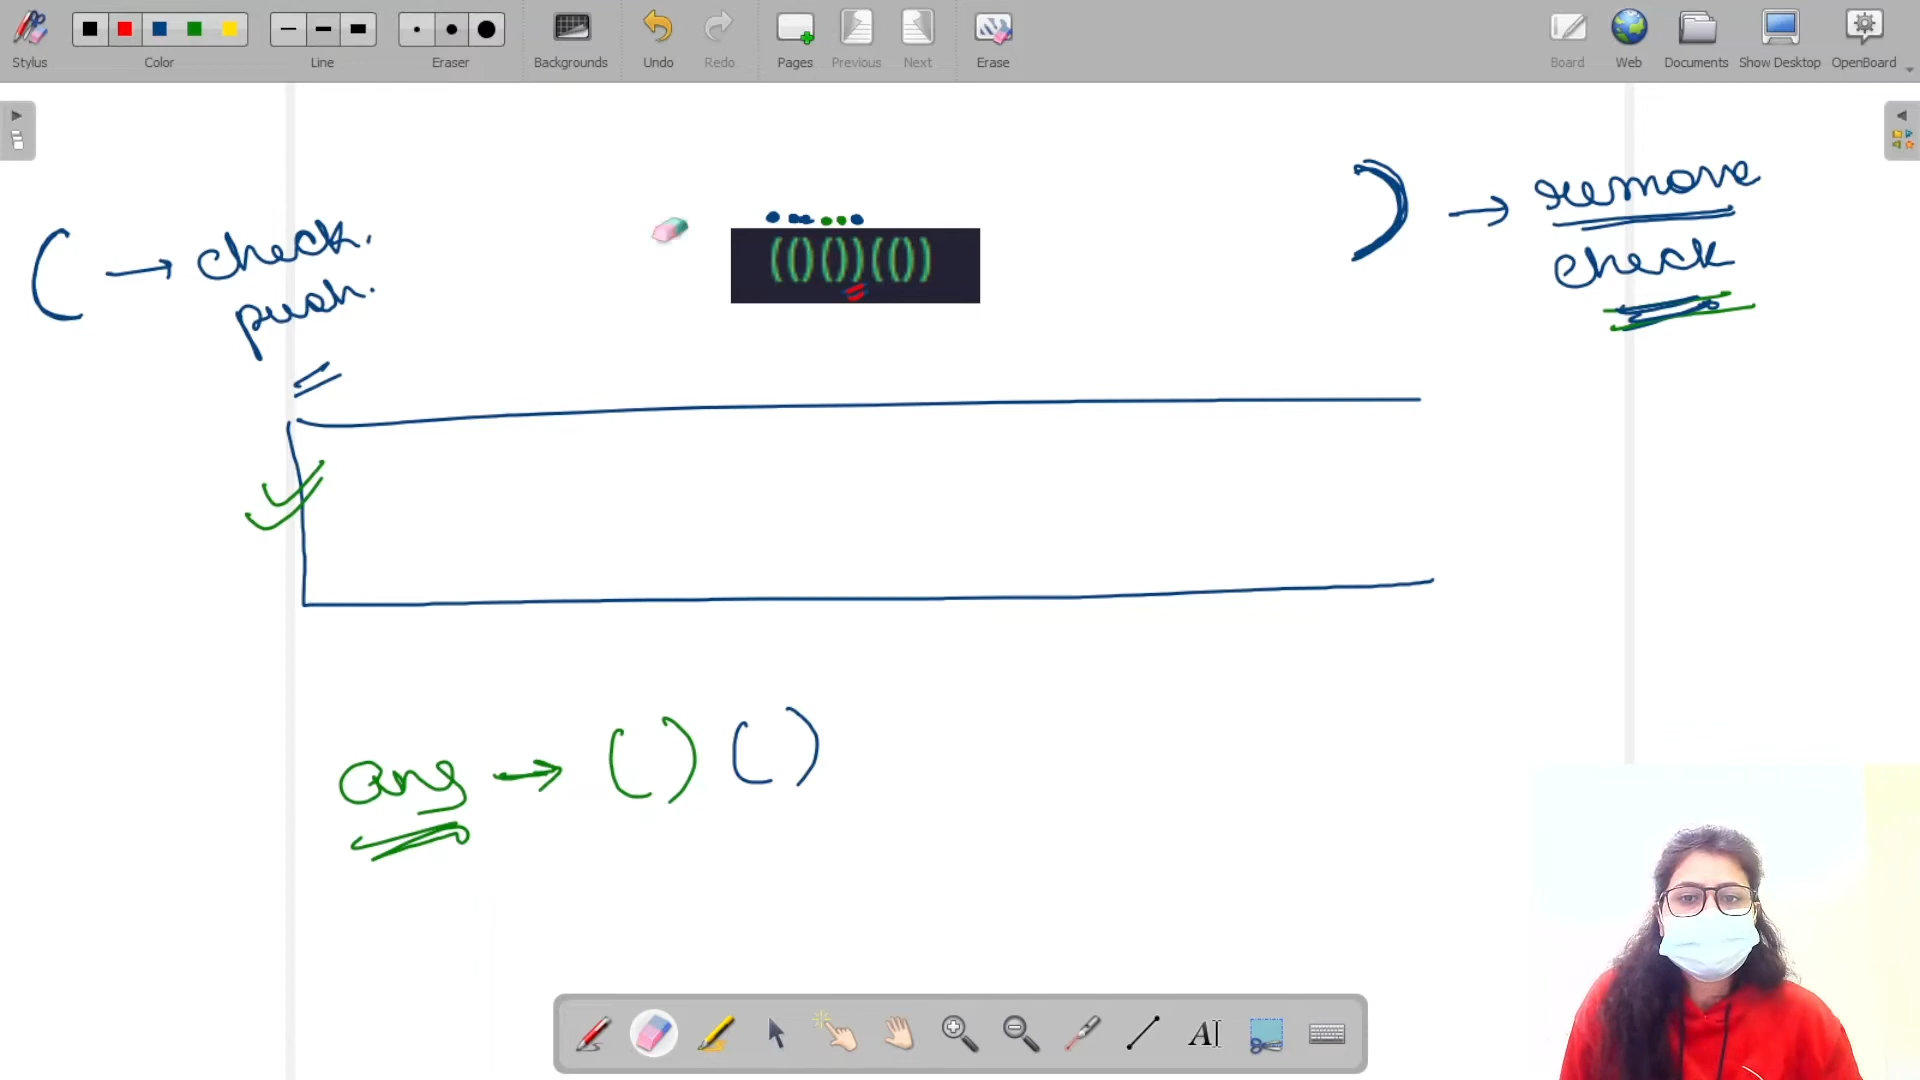 Stylus
Color
Line
Eraser
Backgrounds
Undo
Redo
Pages
Previous
Next
Erase
Board
Web
Documents
Show Desktop
OpenBoard
( → check.
push.
(()())(())
) → remove
check
ans → ( ) ( )
AI